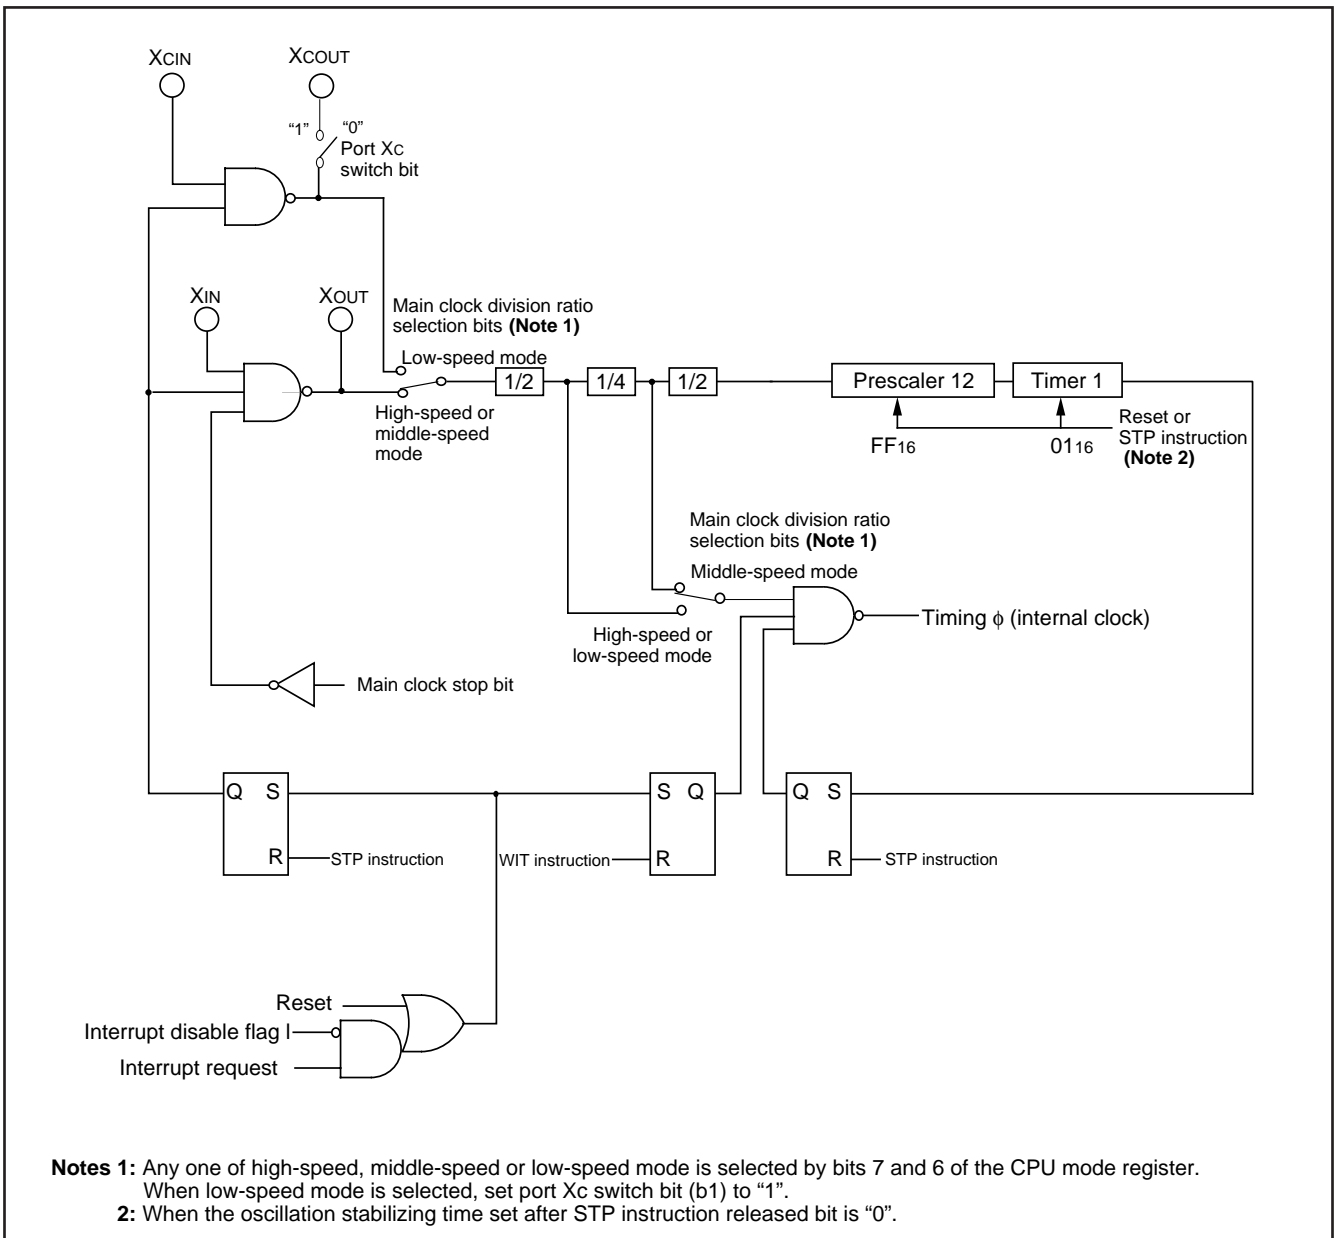 XCIN
XCOUT
“1”
“0”
Port XC
switch bit
XIN
XOUT
Main clock division ratio
selection bits (Note 1)
Low-speed mode
1/2
1/4
1/2
Prescaler 12
Timer 1
High-speed or
middle-speed
mode
FF16
0116
Reset or
STP instruction
(Note 2)
Main clock division ratio
selection bits (Note 1)
Middle-speed mode
Timing ϕ (internal clock)
High-speed or
low-speed mode
Main clock stop bit
Q S
S Q
Q S
R
STP instruction
WIT instruction
R
R
STP instruction
Reset
Interrupt disable flag I
Interrupt request
Notes 1: Any one of high-speed, middle-speed or low-speed mode is selected by bits 7 and 6 of the CPU mode register.
When low-speed mode is selected, set port Xc switch bit (b1) to “1”.
2: When the oscillation stabilizing time set after STP instruction released bit is “0”.